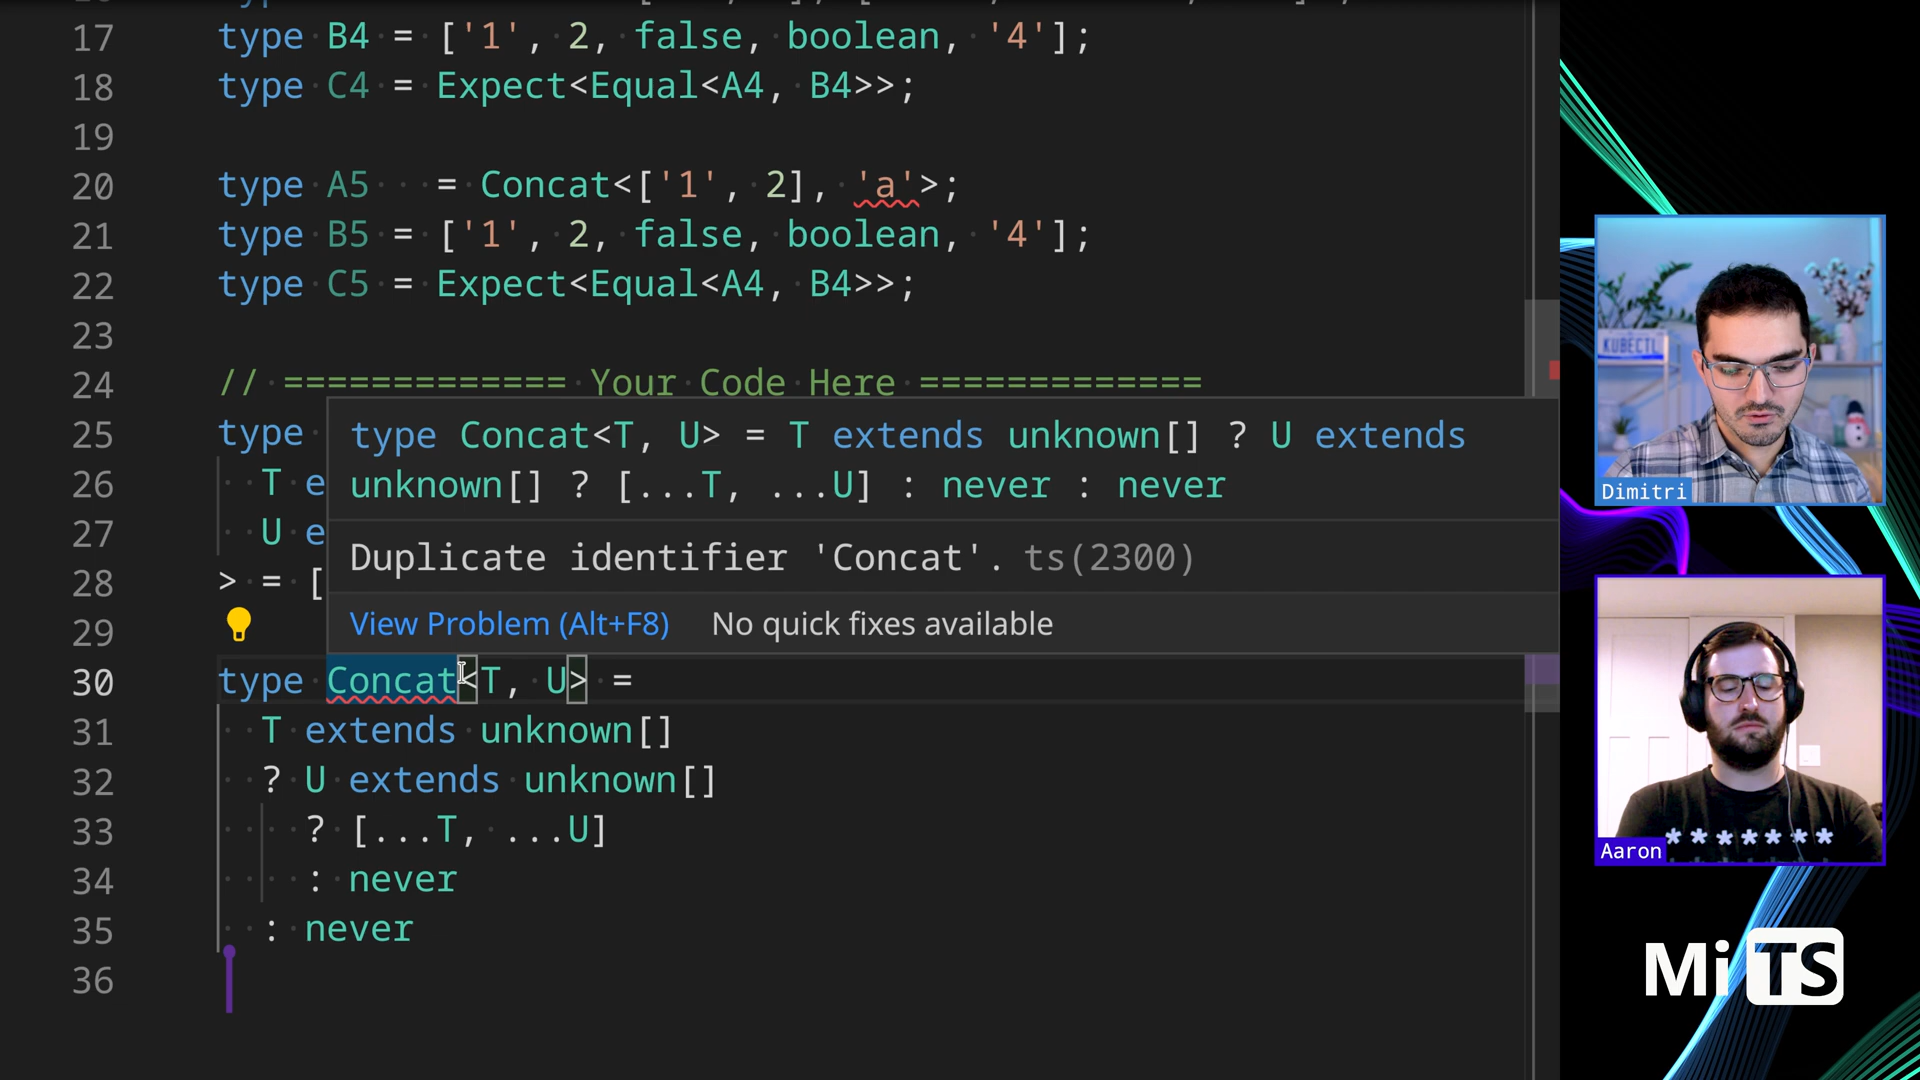 17 type B4 = ['1', 2, false, boolean, '4'];
18 type C4 = Expect<Equal<A4, B4>>;
19
20 type A5   = Concat<['1', 2], 'a'>;
21 type B5 = ['1', 2, false, boolean, '4'];
22 type C5 = Expect<Equal<A4, B4>>;
23
24 // ============= Your Code Here =============
25 type
type Concat<T, U> = T extends unknown[] ? U extends
26 T e
unknown[] ? [...T, ...U] : never : never
27 U e
Duplicate identifier 'Concat'. ts(2300)
28 > = [
29
View Problem (Alt+F8) No quick fixes available
30 type Concat<T, U> =
31 T extends unknown[]
32 ? U extends unknown[]
33 ? [...T, ...U]
34 : never
35 : never
36
KUBECTL
Dimitri
*******
Aaron
MiTS